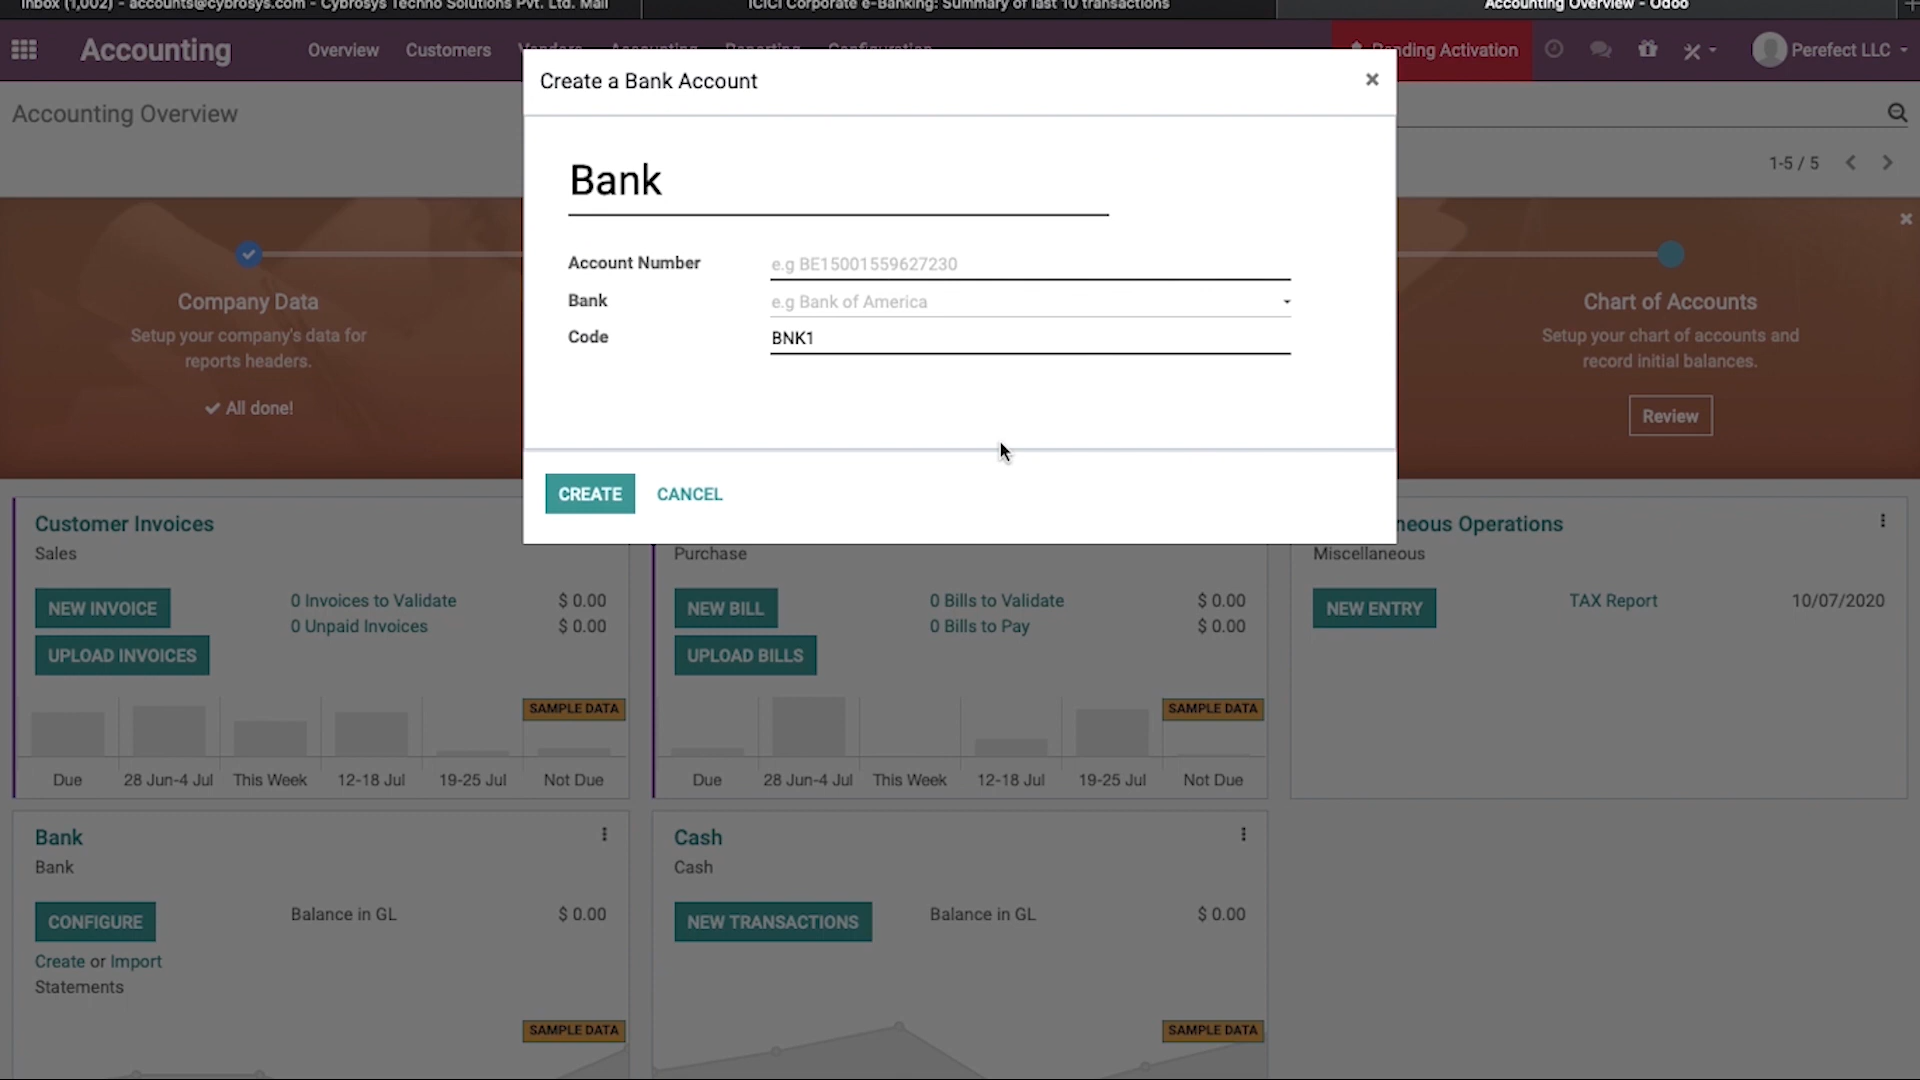 Inbox (1,002) - accounts@cybrosys.com - Cybrosys Techno Solutions Pvt. Ltd. Mail
ICICI Corporate e-Banking: Summary of last 10 transactions
Accounting Overview - Odoo
Accounting
Overview
Customers
Vendors
Accounting
Reporting
Configuration
Activation
Perefect LLC
Accounting Overview
1-5 / 5
Create a Bank Account
Bank
Account Number
e.g BE15001559627230
Bank
e.g Bank of America
Code
BNK1
CREATE
CANCEL
Company Data
Setup your company's data for
reports headers.
All done!
Chart of Accounts
Setup your chart of accounts and
record initial balances.
Review
Customer Invoices
Sales
NEW INVOICE
UPLOAD INVOICES
0 Invoices to Validate
$ 0.00
0 Unpaid Invoices
$ 0.00
SAMPLE DATA
Due
28 Jun-4 Jul
This Week
12-18 Jul
19-25 Jul
Not Due
Purchase
NEW BILL
UPLOAD BILLS
0 Bills to Validate
$ 0.00
0 Bills to Pay
$ 0.00
SAMPLE DATA
Due
28 Jun-4 Jul
This Week
12-18 Jul
19-25 Jul
Not Due
neous Operations
Miscellaneous
NEW ENTRY
TAX Report
10/07/2020
Bank
Bank
CONFIGURE
Balance in GL
$ 0.00
Create or Import
Statements
SAMPLE DATA
Cash
Cash
NEW TRANSACTIONS
Balance in GL
$ 0.00
SAMPLE DATA